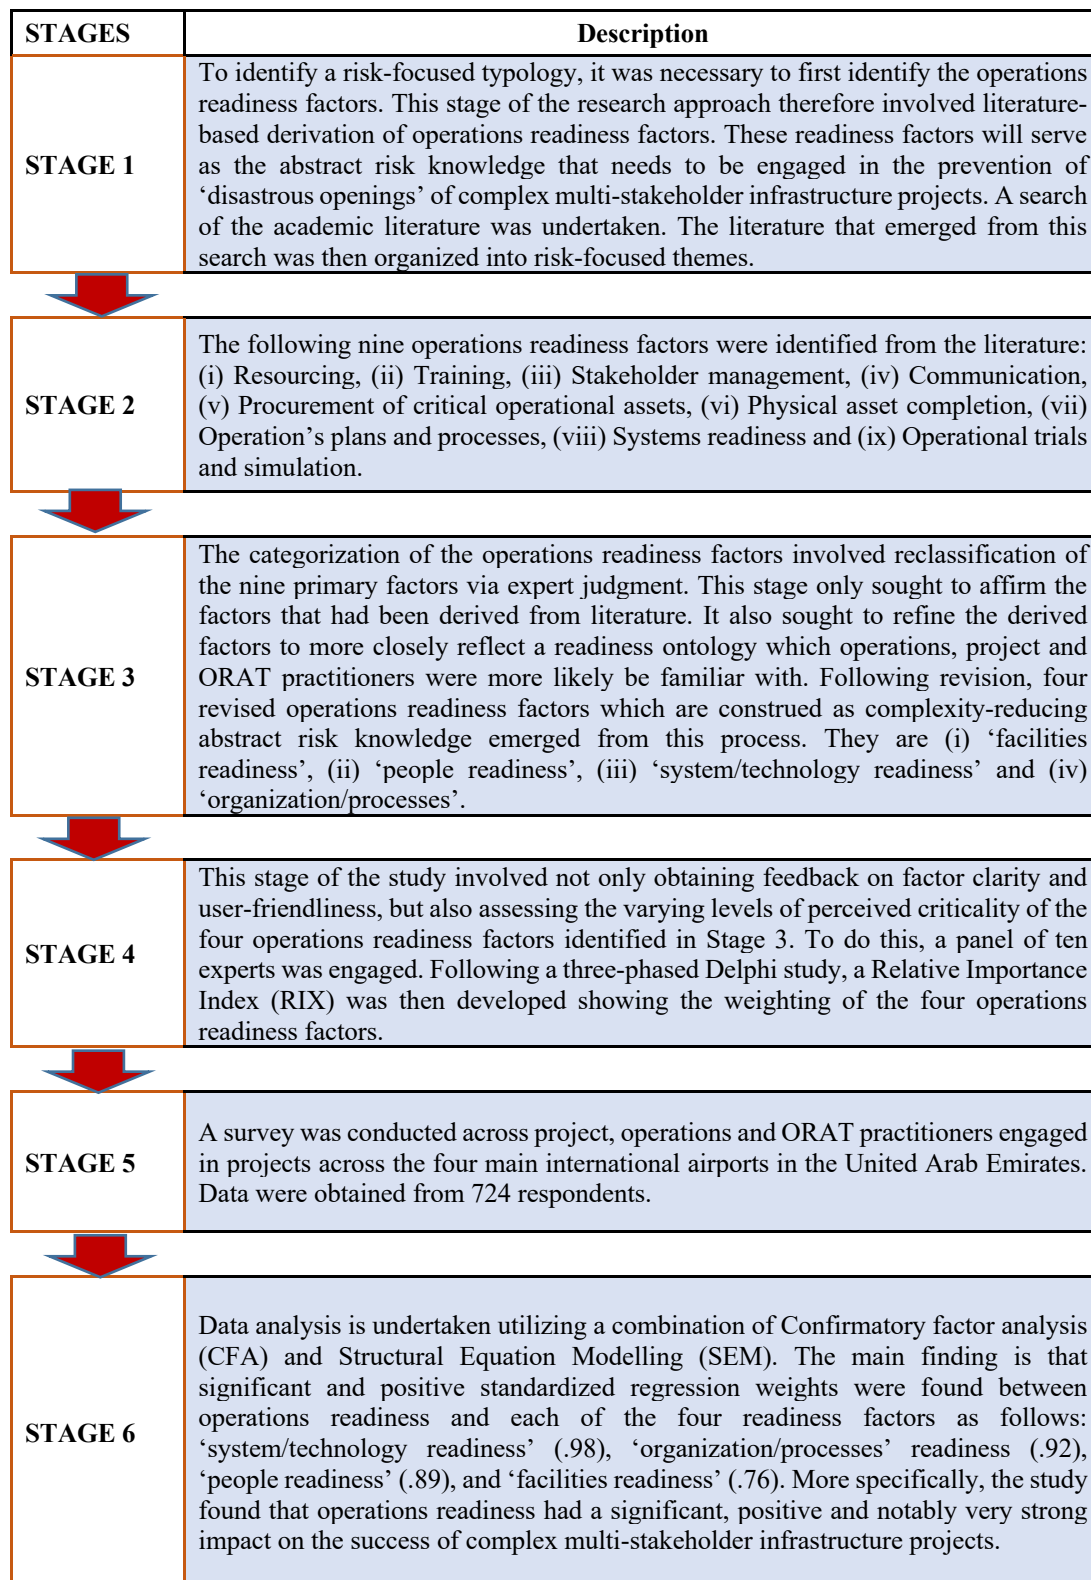 STAGES
Description
STAGE 1
To identify a risk-focused typology, it was necessary to first identify the operations
readiness factors. This stage of the research approach therefore involved literature-
based derivation of operations readiness factors. These readiness factors will serve
as the abstract risk knowledge that needs to be engaged in the prevention of
‘disastrous openings’ of complex multi-stakeholder infrastructure projects. A search
of the academic literature was undertaken. The literature that emerged from this
search was then organized into risk-focused themes.
STAGE 2
The following nine operations readiness factors were identified from the literature:
(i) Resourcing, (ii) Training, (iii) Stakeholder management, (iv) Communication,
(v) Procurement of critical operational assets, (vi) Physical asset completion, (vii)
Operation’s plans and processes, (viii) Systems readiness and (ix) Operational trials
and simulation.
STAGE 3
The categorization of the operations readiness factors involved reclassification of
the nine primary factors via expert judgment. This stage only sought to affirm the
factors that had been derived from literature. It also sought to refine the derived
factors to more closely reflect a readiness ontology which operations, project and
ORAT practitioners were more likely be familiar with. Following revision, four
revised operations readiness factors which are construed as complexity-reducing
abstract risk knowledge emerged from this process. They are (i) ‘facilities
readiness’, (ii) ‘people readiness’, (iii) ‘system/technology readiness’ and (iv)
‘organization/processes’.
STAGE 4
This stage of the study involved not only obtaining feedback on factor clarity and
user-friendliness, but also assessing the varying levels of perceived criticality of the
four operations readiness factors identified in Stage 3. To do this, a panel of ten
experts was engaged. Following a three-phased Delphi study, a Relative Importance
Index (RIX) was then developed showing the weighting of the four operations
readiness factors.
STAGE 5
A survey was conducted across project, operations and ORAT practitioners engaged
in projects across the four main international airports in the United Arab Emirates.
Data were obtained from 724 respondents.
STAGE 6
Data analysis is undertaken utilizing a combination of Confirmatory factor analysis
(CFA) and Structural Equation Modelling (SEM). The main finding is that
significant and positive standardized regression weights were found between
operations readiness and each of the four readiness factors as follows:
‘system/technology readiness’ (.98), ‘organization/processes’ readiness (.92),
‘people readiness’ (.89), and ‘facilities readiness’ (.76). More specifically, the study
found that operations readiness had a significant, positive and notably very strong
impact on the success of complex multi-stakeholder infrastructure projects.